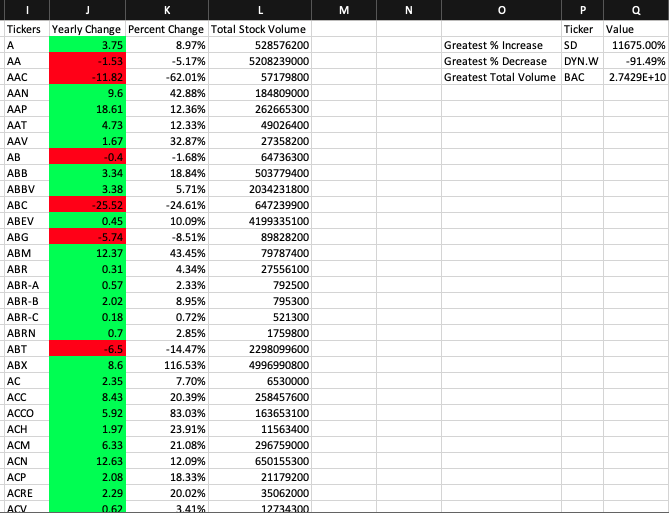 I J K L M N O P Q
Tickers Yearly Change Percent Change Total Stock Volume Ticker Value
A 3.75 8.97% 528576200 Greatest % Increase SD 11675.00%
AA -1.53 -5.17% 5208239000 Greatest % Decrease DYN.W -91.49%
AAC -11.82 -62.01% 57179800 Greatest Total Volume BAC 2.7429E+10
AAN 9.6 42.88% 184809000
AAP 18.61 12.36% 262665300
AAT 4.73 12.33% 49026400
AAV 1.67 32.87% 27358200
AB -0.4 -1.68% 64736300
ABB 3.34 18.84% 503779400
ABBV 3.38 5.71% 2034231800
ABC -25.52 -24.61% 647239900
ABEV 0.45 10.09% 4199335100
ABG -5.74 -8.51% 89828200
ABM 12.37 43.45% 79787400
ABR 0.31 4.34% 27556100
ABR-A 0.57 2.33% 792500
ABR-B 2.02 8.95% 795300
ABR-C 0.18 0.72% 521300
ABRN 0.7 2.85% 1759800
ABT -6.5 -14.47% 2298099600
ABX 8.6 116.53% 4996990800
AC 2.35 7.70% 6530000
ACC 8.43 20.39% 258457600
ACCO 5.92 83.03% 163653100
ACH 1.97 23.91% 11563400
ACM 6.33 21.08% 296759000
ACN 12.63 12.09% 650155300
ACP 2.08 18.33% 21179200
ACRE 2.29 20.02% 35062000
ACV 0.62 3.41% 12734300